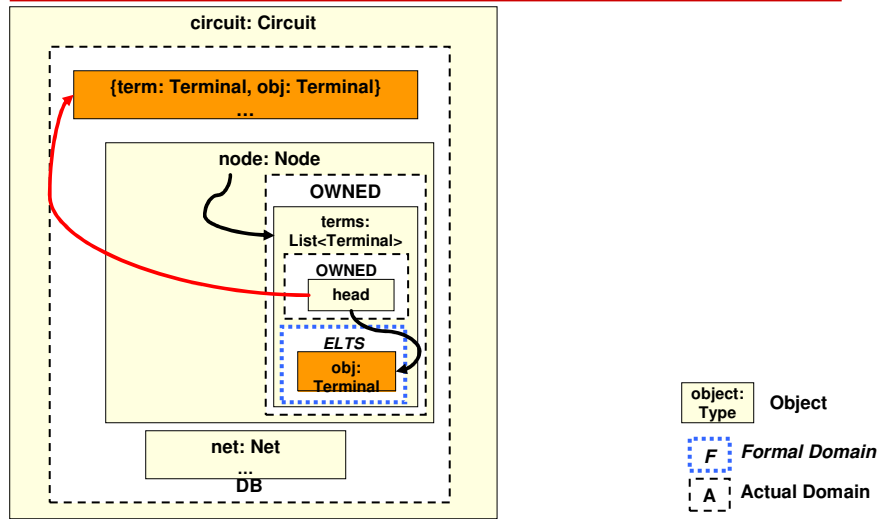 circuit: Circuit
{term: Terminal, obj: Terminal}
...
node: Node
OWNED
terms:
List<Terminal>
OWNED
head
ELTS
obj:
Terminal
net: Net
...
DB
object:
Type
Object
F
Formal Domain
A
Actual Domain